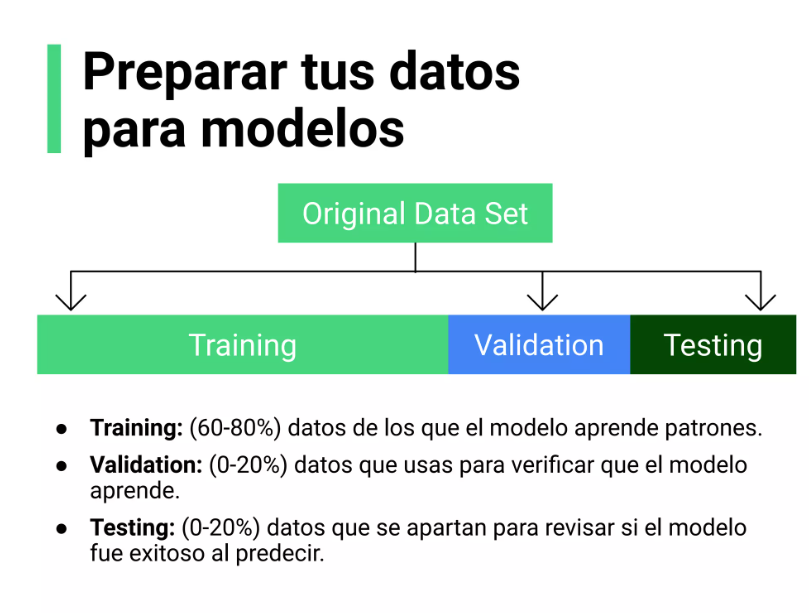 Preparar tus datos
para modelos
Original Data Set
Training
Validation
Testing
● Training: (60-80%) datos de los que el modelo aprende patrones.
● Validation: (0-20%) datos que usas para verificar que el modelo
aprende.
● Testing: (0-20%) datos que se apartan para revisar si el modelo
fue exitoso al predecir.